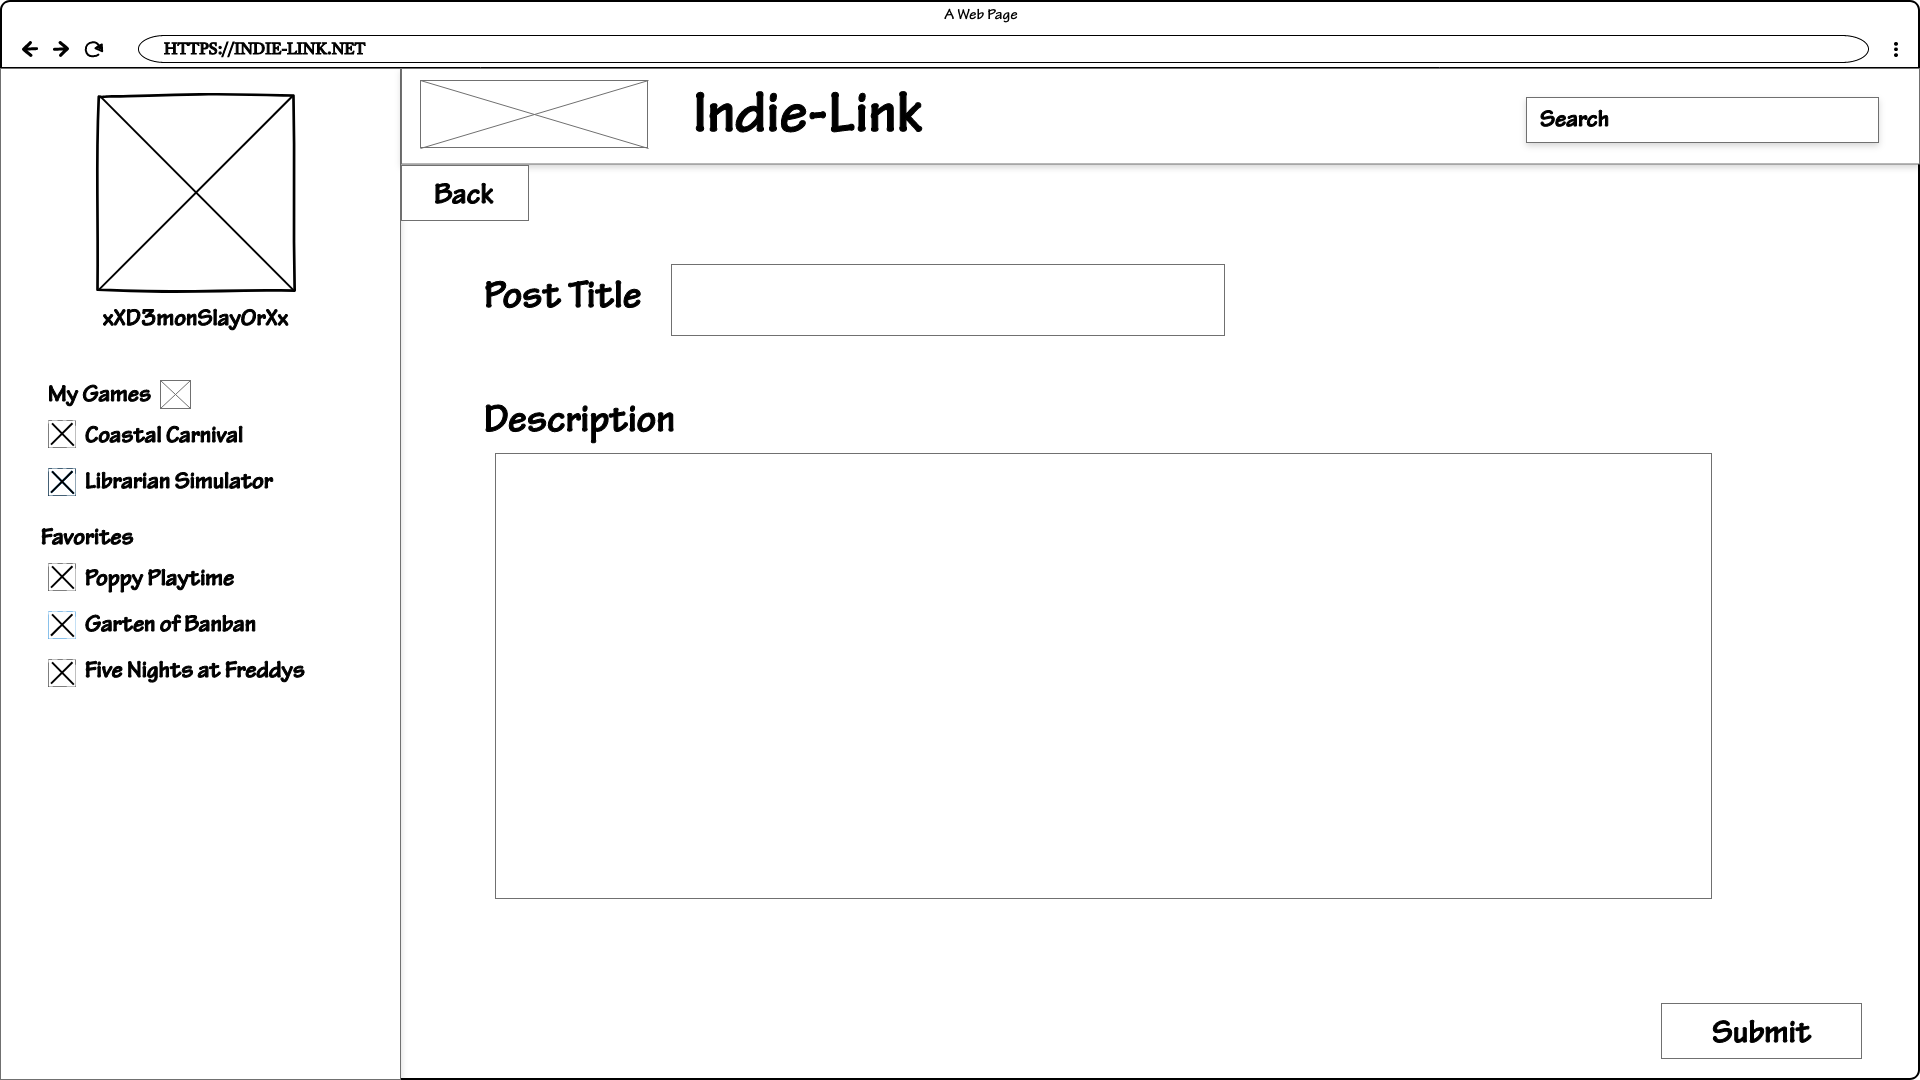 A Web Page
HTTPS://INDIE-LINK.NET
Indie-Link
Search
Back
xXD3monSlayOrXx
My Games
Coastal Carnival
Librarian Simulator
Favorites
Poppy Playtime
Garten of Banban
Five Nights at Freddys
Post Title
Description
Submit